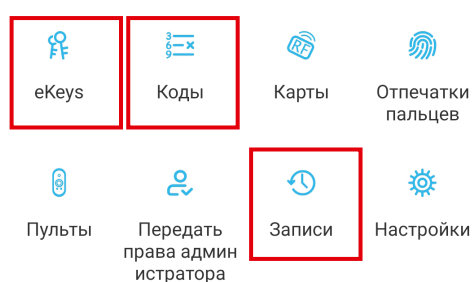 eKeys
Коды
Карты
Отпечатки
пальцев
Пульты
Передать
права админ
истратора
Записи
Настройки